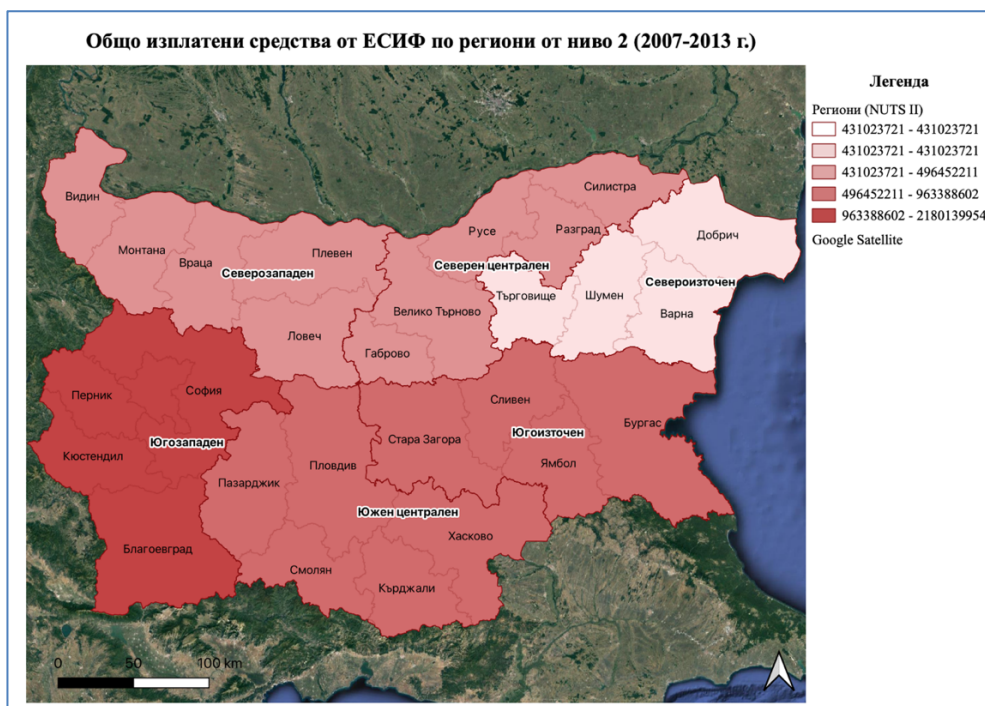 Общо изплатени средства от ЕСИФ по региони от ниво 2 (2007-2013 г.)
Легенда
Региони (NUTS II)
431023721 - 431023721
431023721 - 431023721
431023721 - 496452211
496452211 - 963388602
963388602 - 2180139954
Google Satellite
Видин
Монтана
Враца
Плевен
Северозападен
Ловеч
Силистра
Русе
Разград
Северен централен
Велико Търново
Габрово
Търговище
Шумен
Добрич
Североизточен
Варна
Перник
София
Югозападен
Кюстендил
Благоевград
Пазарджик
Пловдив
Южен централен
Смолян
Хасково
Кърджали
Стара Загора
Сливен
Югоизточен
Ямбол
Бургас
0 50 100 km